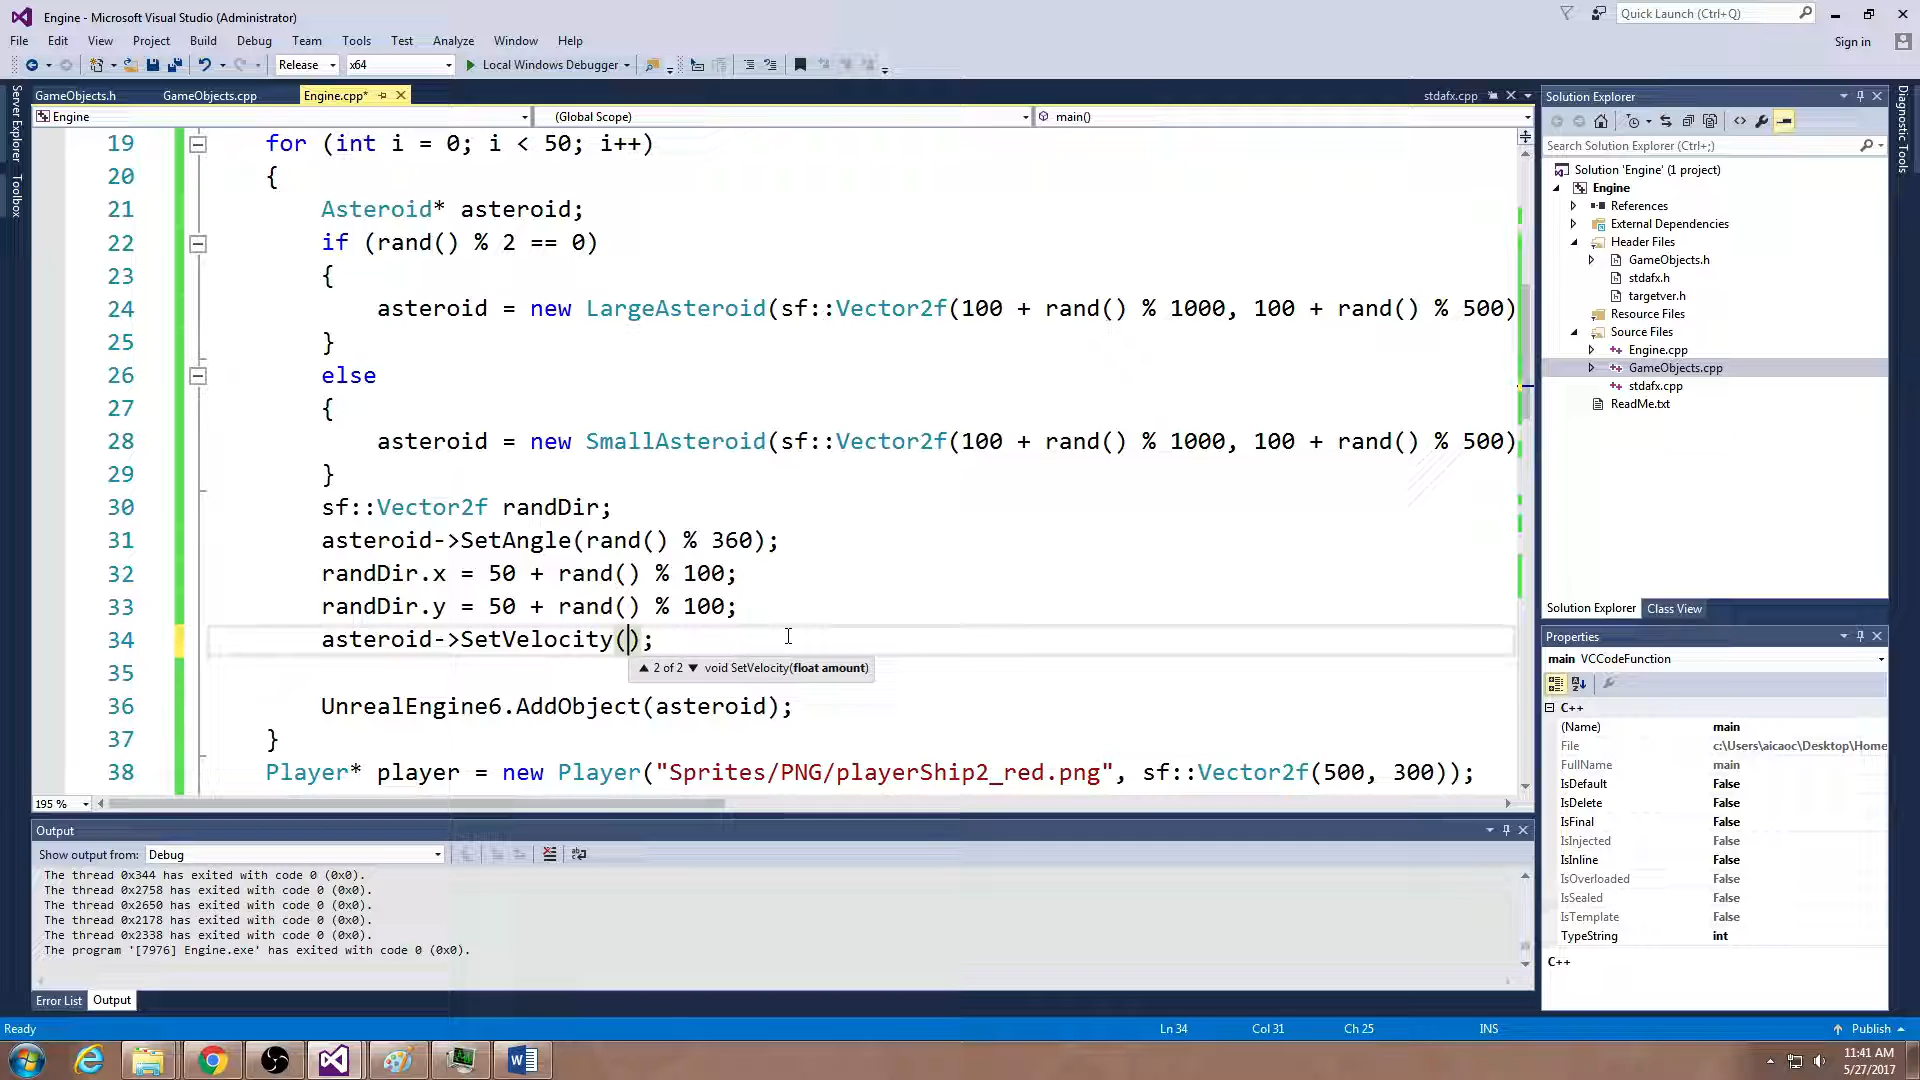 Engine - Microsoft Visual Studio (Administrator)
Quick Launch (Ctrl+Q)
File Edit View Project Build Debug Team Tools Test Analyze Window Help
Sign in
Release x64 Local Windows Debugger
Server Explorer
Toolbox
GameObjects.h GameObjects.cpp Engine.cpp* stdafx.cpp
Engine (Global Scope) main()
19 for (int i = 0; i < 50; i++)
20 {
21 Asteroid* asteroid;
22 if (rand() % 2 == 0)
23 {
24 asteroid = new LargeAsteroid(sf::Vector2f(100 + rand() % 1000, 100 + rand() % 500)
25 }
26 else
27 {
28 asteroid = new SmallAsteroid(sf::Vector2f(100 + rand() % 1000, 100 + rand() % 500)
29 }
30 sf::Vector2f randDir;
31 asteroid->SetAngle(rand() % 360);
32 randDir.x = 50 + rand() % 100;
33 randDir.y = 50 + rand() % 100;
34 asteroid->SetVelocity();
2 of 2 void SetVelocity(float amount)
35
36 UnrealEngine6.AddObject(asteroid);
37 }
38 Player* player = new Player("Sprites/PNG/playerShip2_red.png", sf::Vector2f(500, 300));
195 %
Output
Show output from: Debug
The thread 0x344 has exited with code 0 (0x0).
The thread 0x2758 has exited with code 0 (0x0).
The thread 0x2650 has exited with code 0 (0x0).
The thread 0x2178 has exited with code 0 (0x0).
The thread 0x2338 has exited with code 0 (0x0).
The program '[7976] Engine.exe' has exited with code 0 (0x0).
Error List Output
Solution Explorer
Search Solution Explorer (Ctrl+;)
Solution 'Engine' (1 project)
Engine
References
External Dependencies
Header Files
GameObjects.h
stdafx.h
targetver.h
Resource Files
Source Files
Engine.cpp
GameObjects.cpp
stdafx.cpp
ReadMe.txt
Solution Explorer Class View
Properties
main VCCodeFunction
C++
(Name) main
File c:\Users\aicaoc\Desktop\Home
FullName main
IsDefault False
IsDelete False
IsFinal False
IsInjected False
IsInline False
IsOverloaded False
IsSealed False
IsTemplate False
TypeString int
C++
Diagnostic Tools
Ready Ln 34 Col 31 Ch 25 INS Publish
11:41 AM
5/27/2017